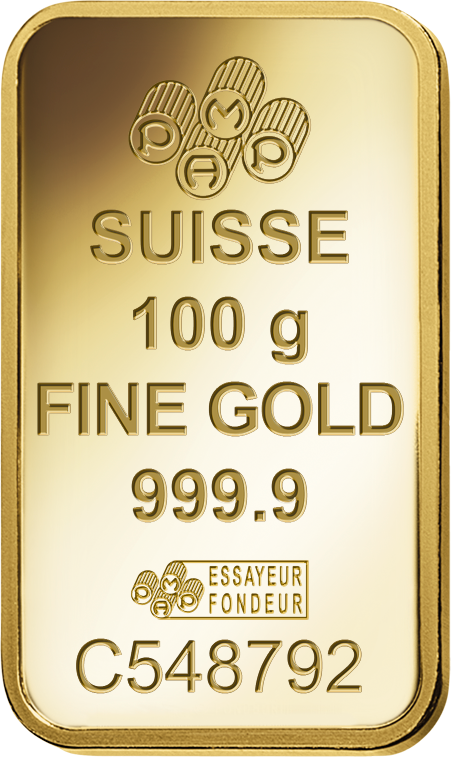 PAMP
SUISSE
100 g
FINE GOLD
999.9
PAMP ESSAYEUR
FONDEUR
C548792